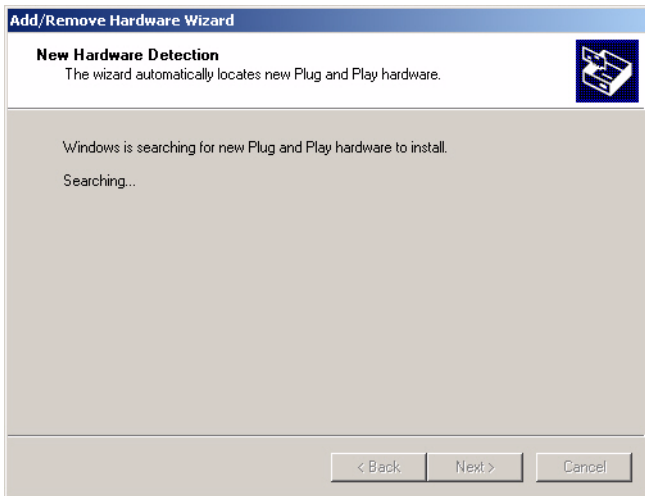 Add/Remove Hardware Wizard
New Hardware Detection
The wizard automatically locates new Plug and Play hardware.
Windows is searching for new Plug and Play hardware to install.
Searching...
< Back Next > Cancel